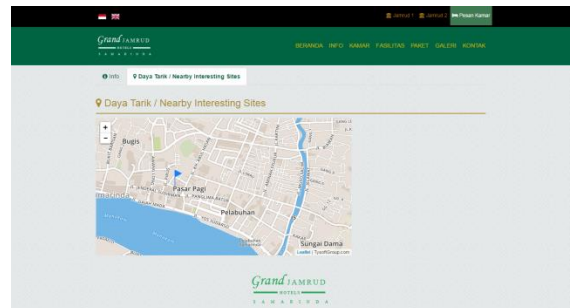 Jamrud 1 Jamrud 2 Pesan Kamar
Grand JAMRUD
HOTELS
SAMARINDA
BERANDA INFO KAMAR FASILITAS PAKET GALERI KONTAK
Info
Daya Tarik / Nearby Interesting Sites
Daya Tarik / Nearby Interesting Sites
+
-
Bugis
Pasar Pagi
Pelabuhan
Sungai Dama
Leaflet | TysoftGroup.com
Grand JAMRUD
HOTELS
SAMARINDA